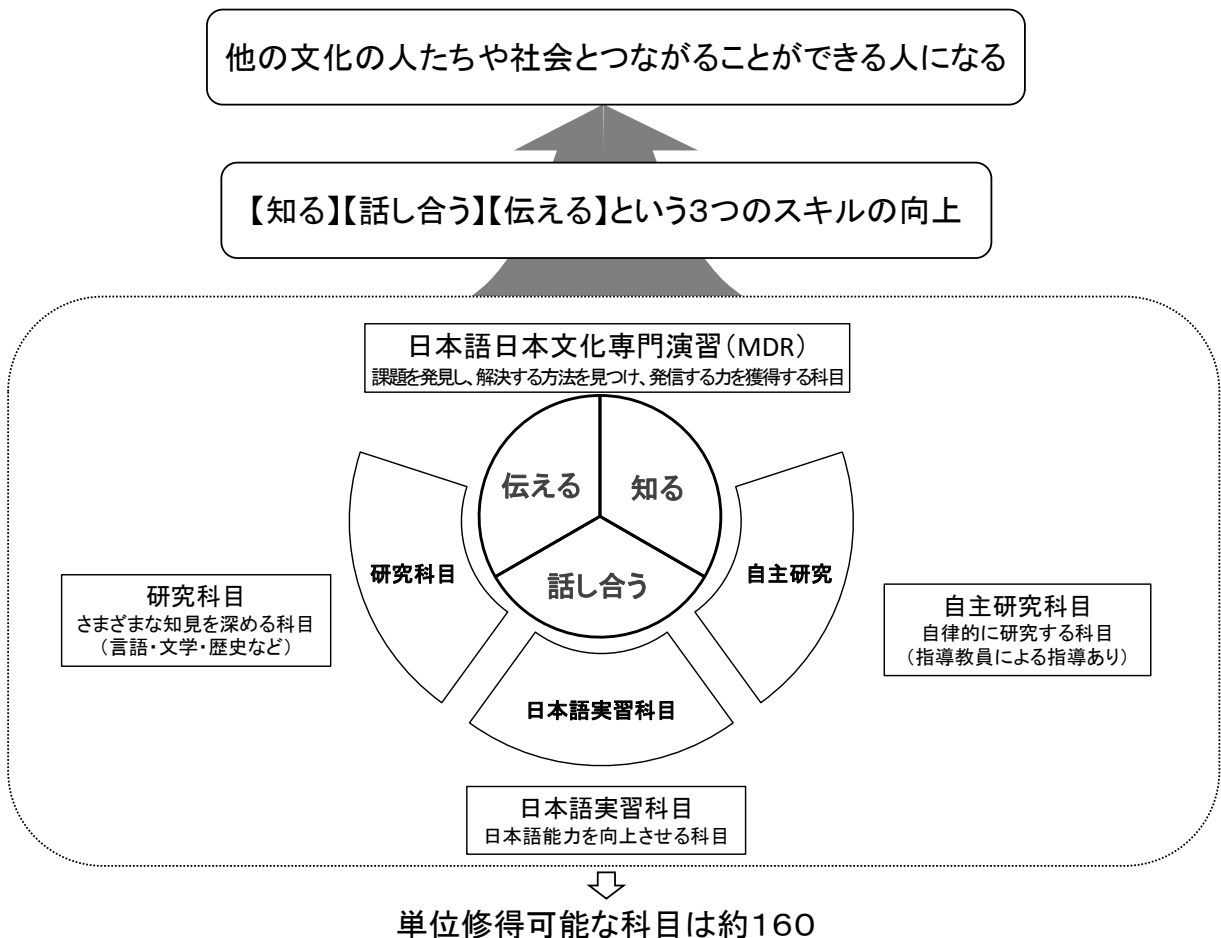 他の文化の人たちや社会とつながることができる人になる
【知る】【話し合う】【伝える】という3つのスキルの向上
日本語日本文化専門演習(MDR)
課題を発見し、解決する方法を見つけ、発信する力を獲得する科目
伝える
知る
話し合う
研究科目
自主研究
日本語実習科目
研究科目
さまざまな知見を深める科目
(言語・文学・歴史など)
自主研究科目
自律的に研究する科目
(指導教員による指導あり)
日本語実習科目
日本語能力を向上させる科目
単位修得可能な科目は約160